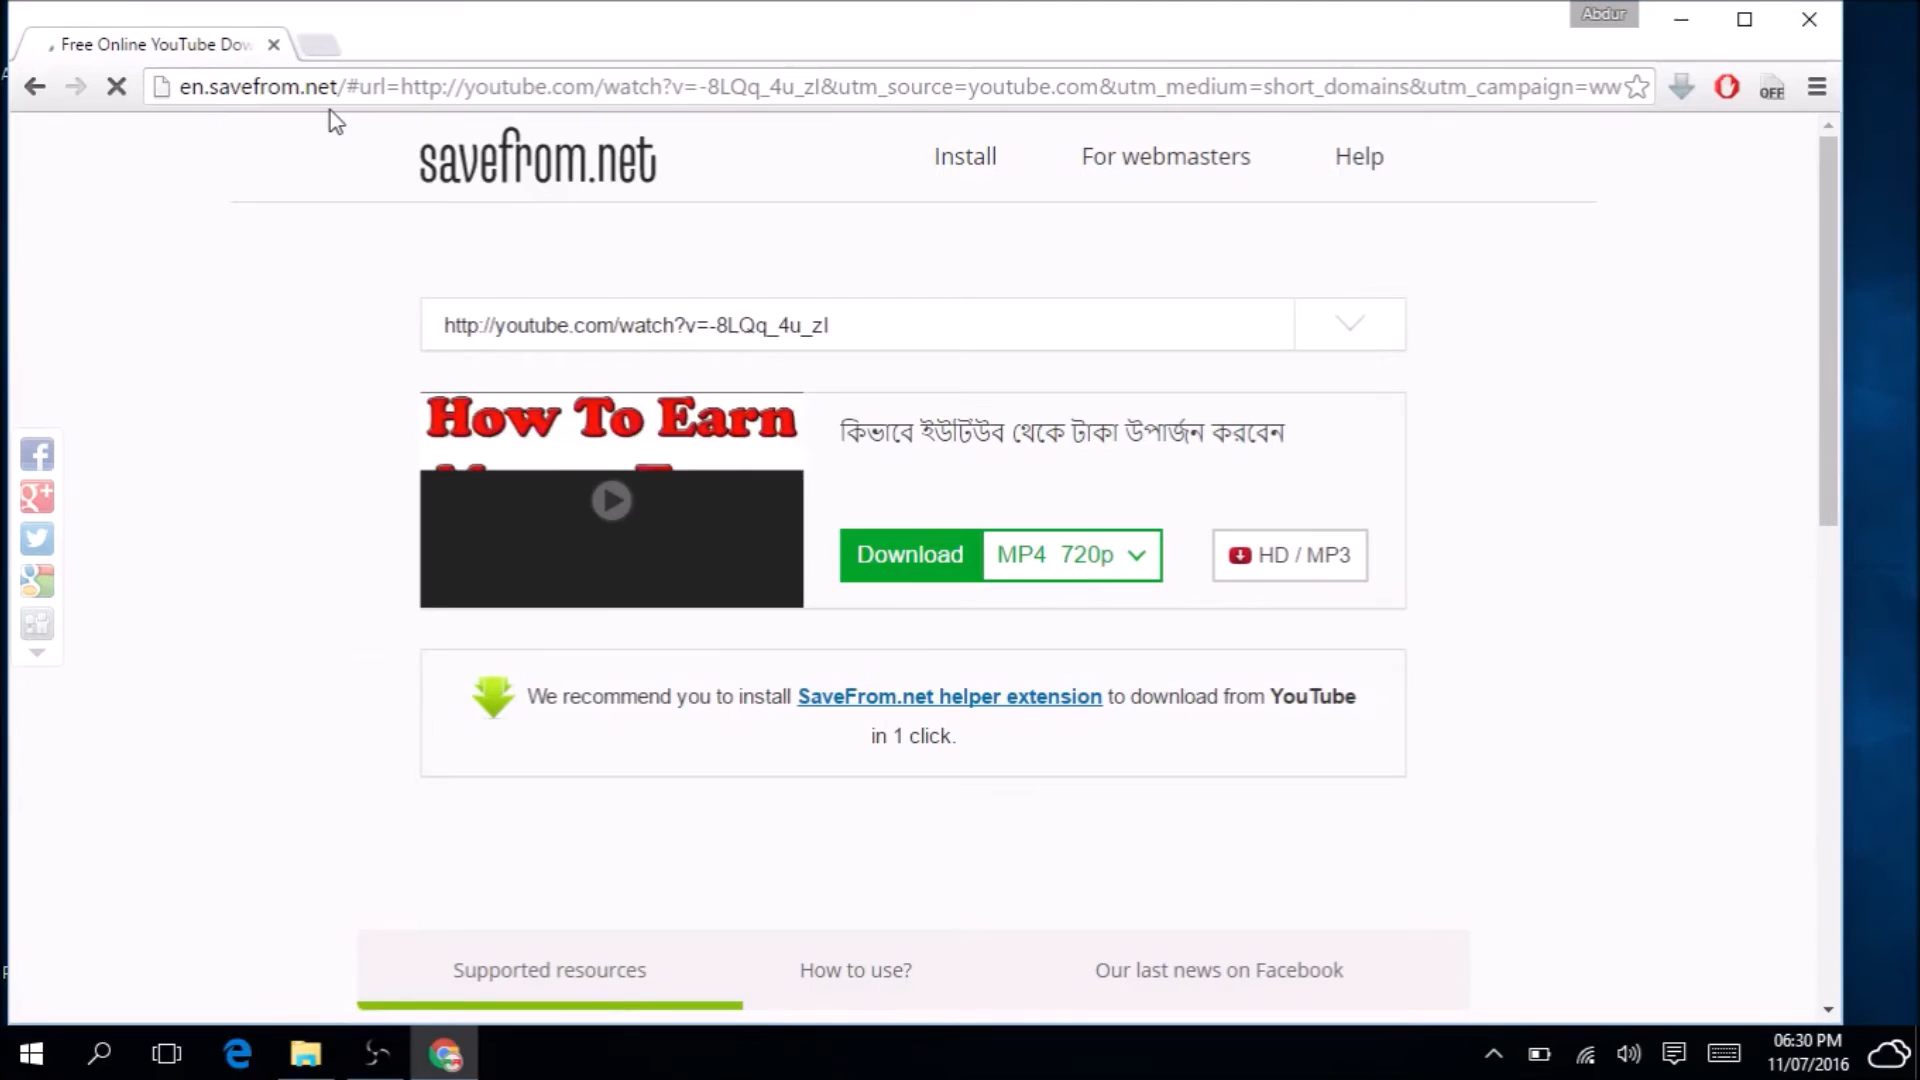 Abdur
Free Online YouTube Dow
en.savefrom.net/#url=http://youtube.com/watch?v=-8LQq_4u_zI&utm_source=youtube.com&utm_medium=short_domains&utm_campaign=ww
OFF
savefrom.net
Install
For webmasters
Help
http://youtube.com/watch?v=-8LQq_4u_zI
How To Earn
কিভাবে ইউটিউব থেকে টাকা উপার্জন করবেন
Download MP4 720p
HD / MP3
We recommend you to install SaveFrom.net helper extension to download from YouTube
in 1 click.
Supported resources
How to use?
Our last news on Facebook
06:30 PM
11/07/2016